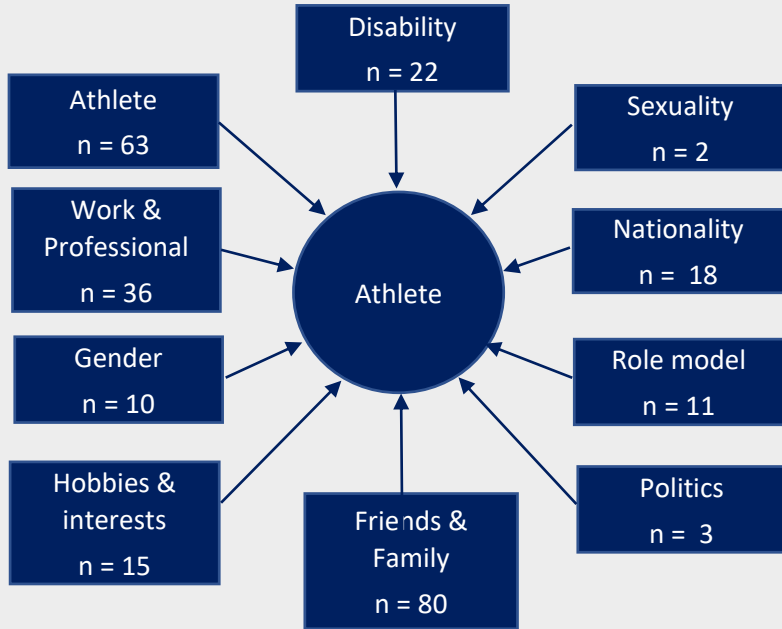 Disability
n = 22
Athlete
n = 63
Sexuality
n = 2
Work &
Professional
n = 36
Nationality
n = 18
Athlete
Gender
n = 10
Role model
n = 11
Hobbies &
interests
n = 15
Friends &
Family
n = 80
Politics
n = 3